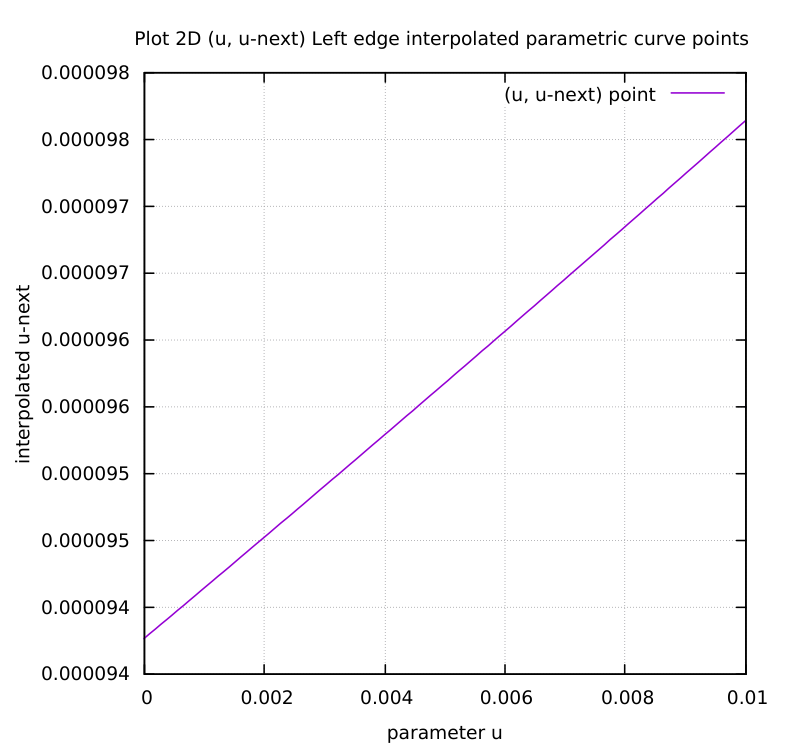 Plot 2D (u, u-next) Left edge interpolated parametric curve points
(u, u-next) point
0.000098
0.000098
0.000097
0.000097
0.000096
0.000096
0.000095
0.000095
0.000094
0.000094
interpolated u-next
0 0.002 0.004 0.006 0.008 0.01
parameter u